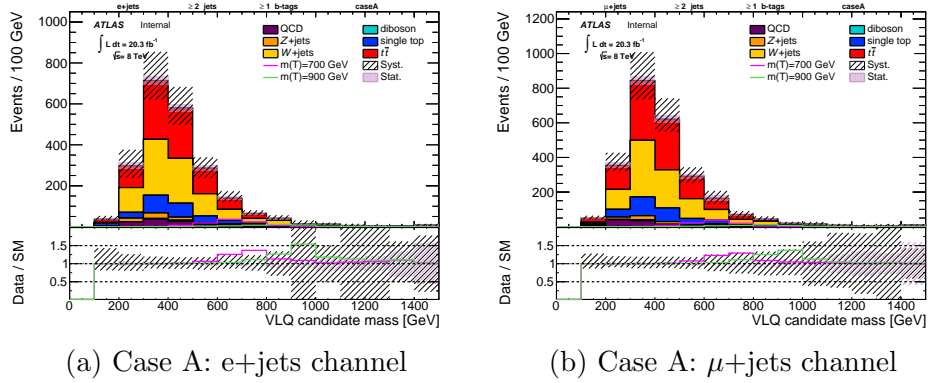 ATLAS Internal
e+jets ≥ 2 jets ≥ 1 b-tags caseA
∫ L dt = 20.3 fb⁻¹
√s= 8 TeV
QCD
Z+jets
W+jets
m(T)=700 GeV
m(T)=900 GeV
diboson
single top
tt̄
Syst.
Stat.
Events / 100 GeV
1000
800
600
400
200
Data / SM
1.5
1
0.5
0 200 400 600 800 1000 1200 1400
VLQ candidate mass [GeV]
(a) Case A: e+jets channel
ATLAS Internal
μ+jets ≥ 2 jets ≥ 1 b-tags caseA
∫ L dt = 20.3 fb⁻¹
√s= 8 TeV
QCD
Z+jets
W+jets
m(T)=700 GeV
m(T)=900 GeV
diboson
single top
tt̄
Syst.
Stat.
Events / 100 GeV
1200
1000
800
600
400
200
Data / SM
1.5
1
0.5
0 200 400 600 800 1000 1200 1400
VLQ candidate mass [GeV]
(b) Case A: μ+jets channel